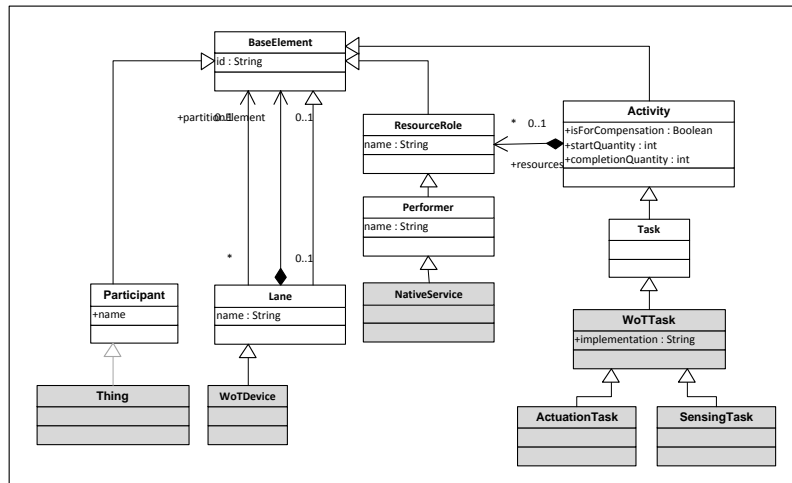 BaseElement
id : String
+partitionElement
0..1
0..1
*
0..1
ResourceRole
name : String
*
0..1
+resources
Activity
+isForCompensation : Boolean
+startQuantity : int
+completionQuantity : int
Performer
name : String
Task
Participant
+name
Lane
name : String
NativeService
WoTTask
+implementation : String
Thing
WoTDevice
ActuationTask
SensingTask